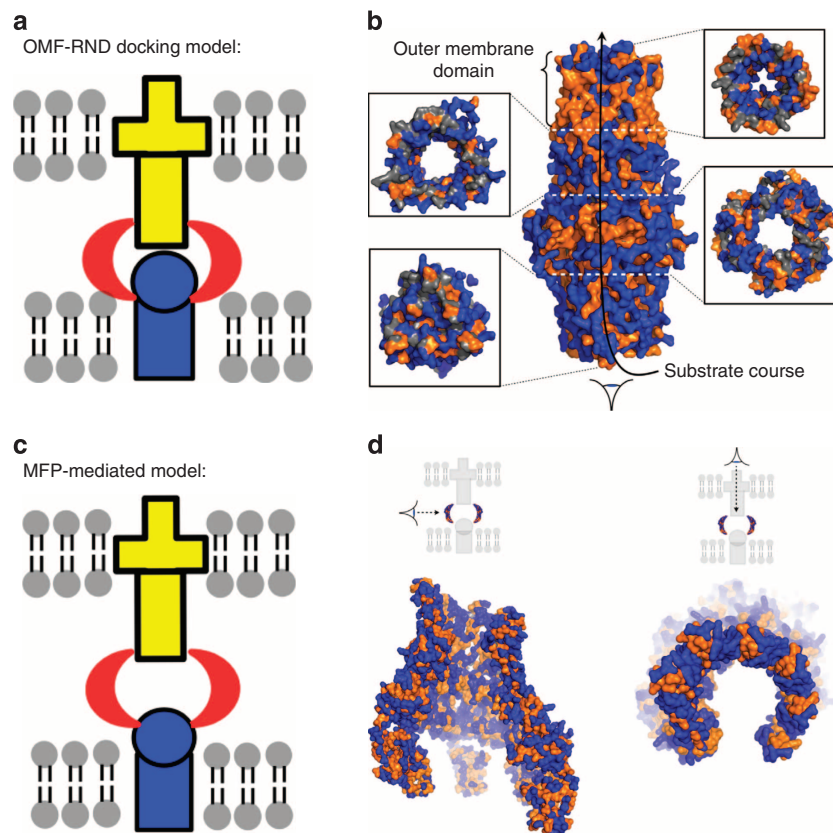 a
OMF-RND docking model:
b
Outer membrane
domain
Substrate course
c
MFP-mediated model:
d